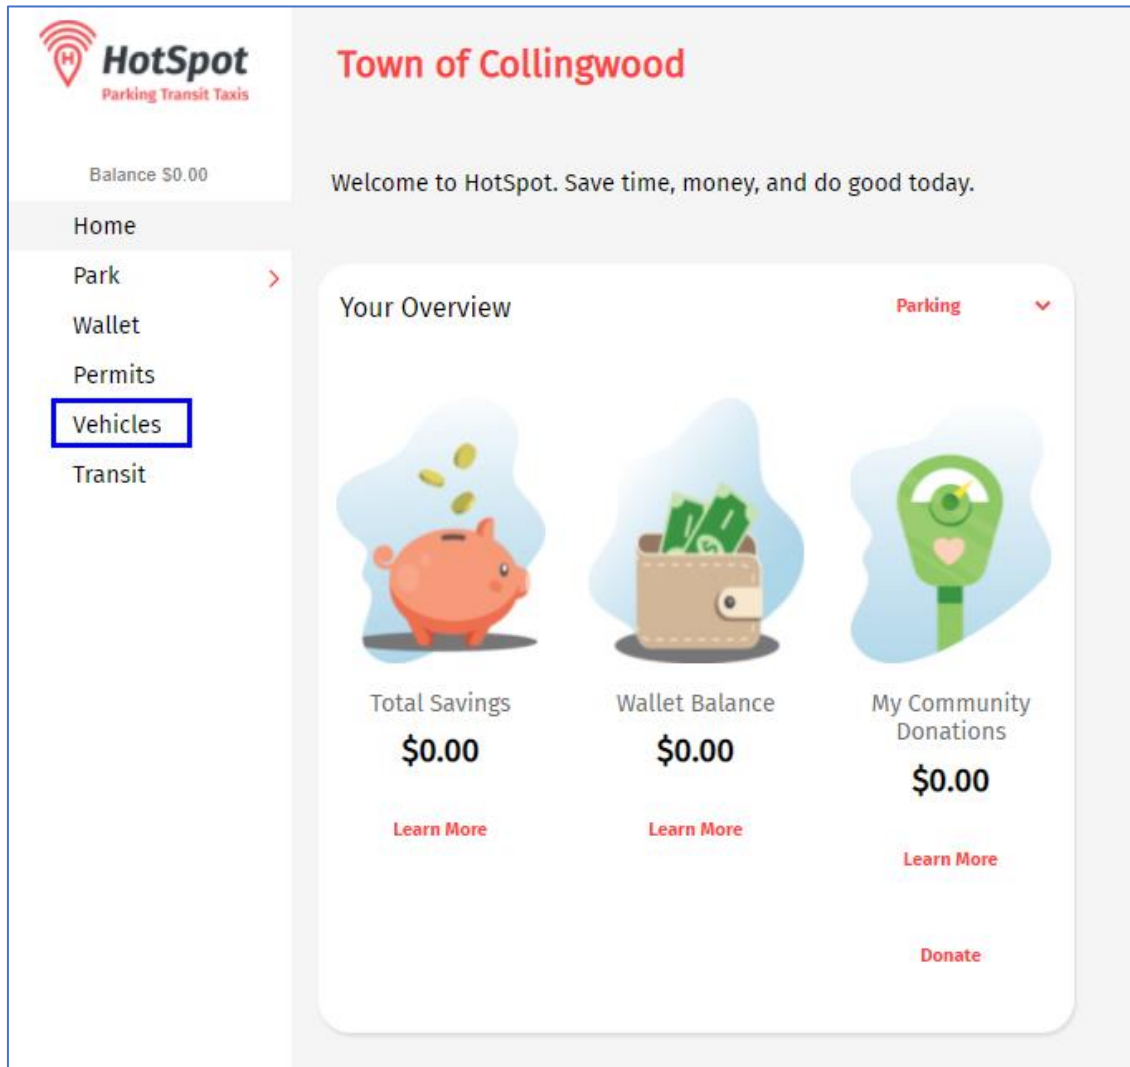 H
HotSpot
Parking Transit Taxis
Balance $0.00
Home
Park
Wallet
Permits
Vehicles
Transit
Town of Collingwood
Welcome to HotSpot. Save time, money, and do good today.
Your Overview
Parking
Total Savings
$0.00
Learn More
Wallet Balance
$0.00
Learn More
My Community
Donations
$0.00
Learn More
Donate